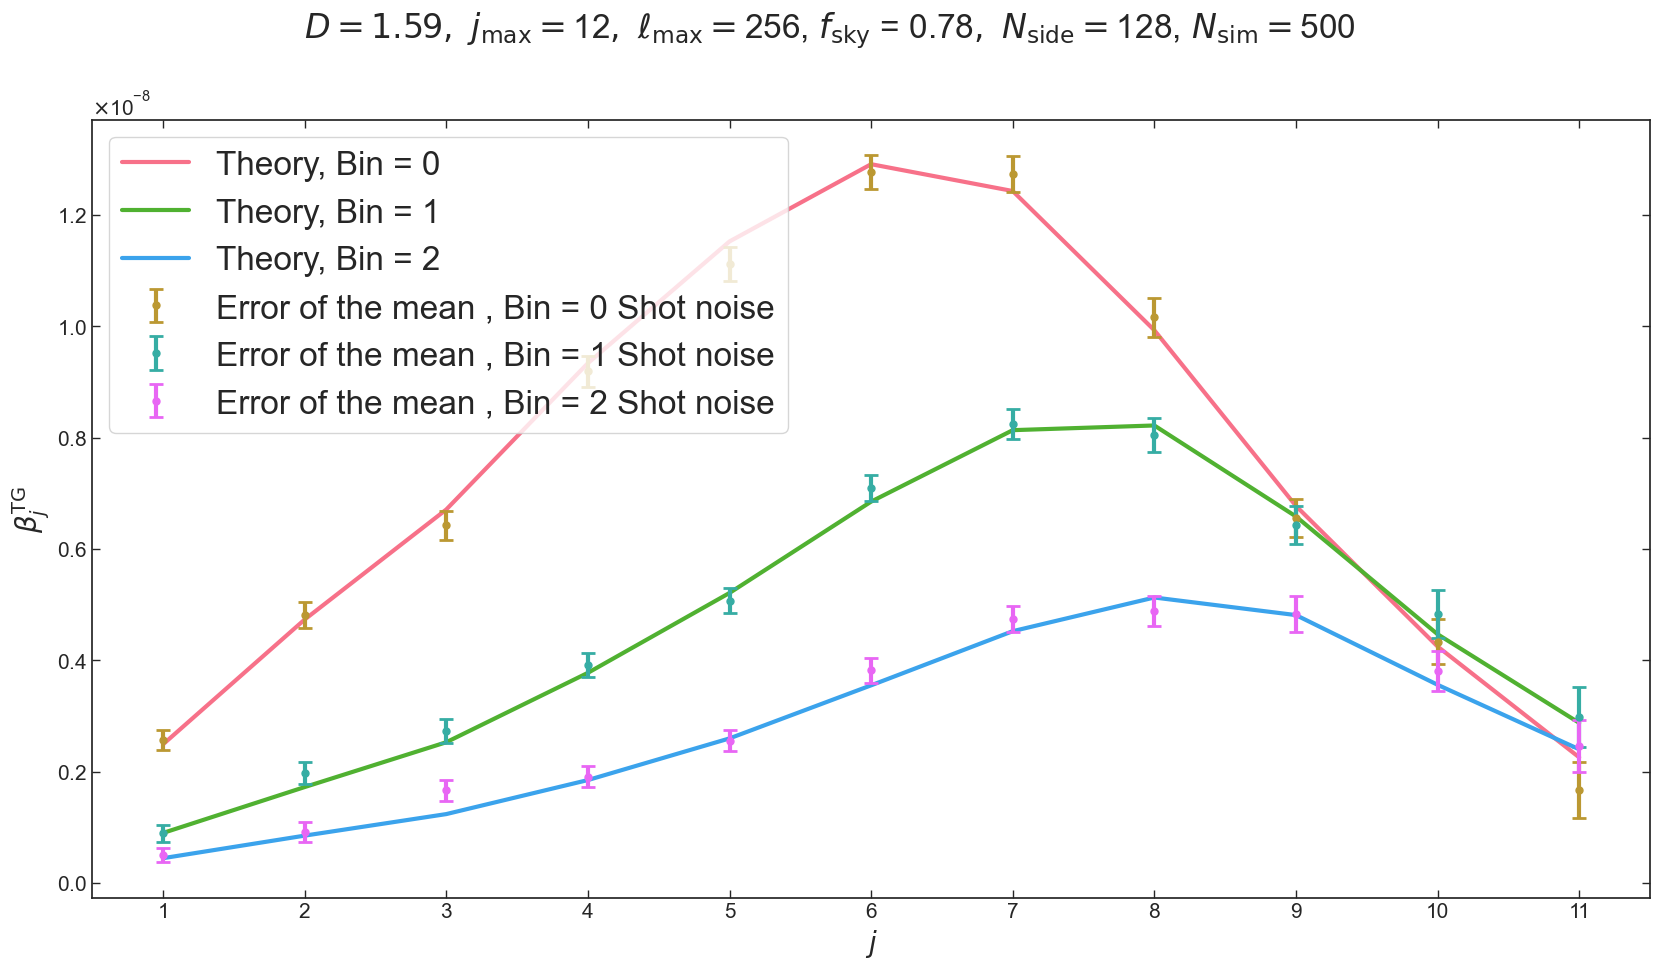 D = 1.59, j_max = 12, ℓ_max = 256, f_sky = 0.78, N_side = 128, N_sim = 500
×10⁻⁸
Theory, Bin = 0
Theory, Bin = 1
Theory, Bin = 2
Error of the mean , Bin = 0 Shot noise
Error of the mean , Bin = 1 Shot noise
Error of the mean , Bin = 2 Shot noise
1.2
1.0
0.8
0.6
0.4
0.2
0.0
β_j^TG
1 2 3 4 5 6 7 8 9 10 11
j